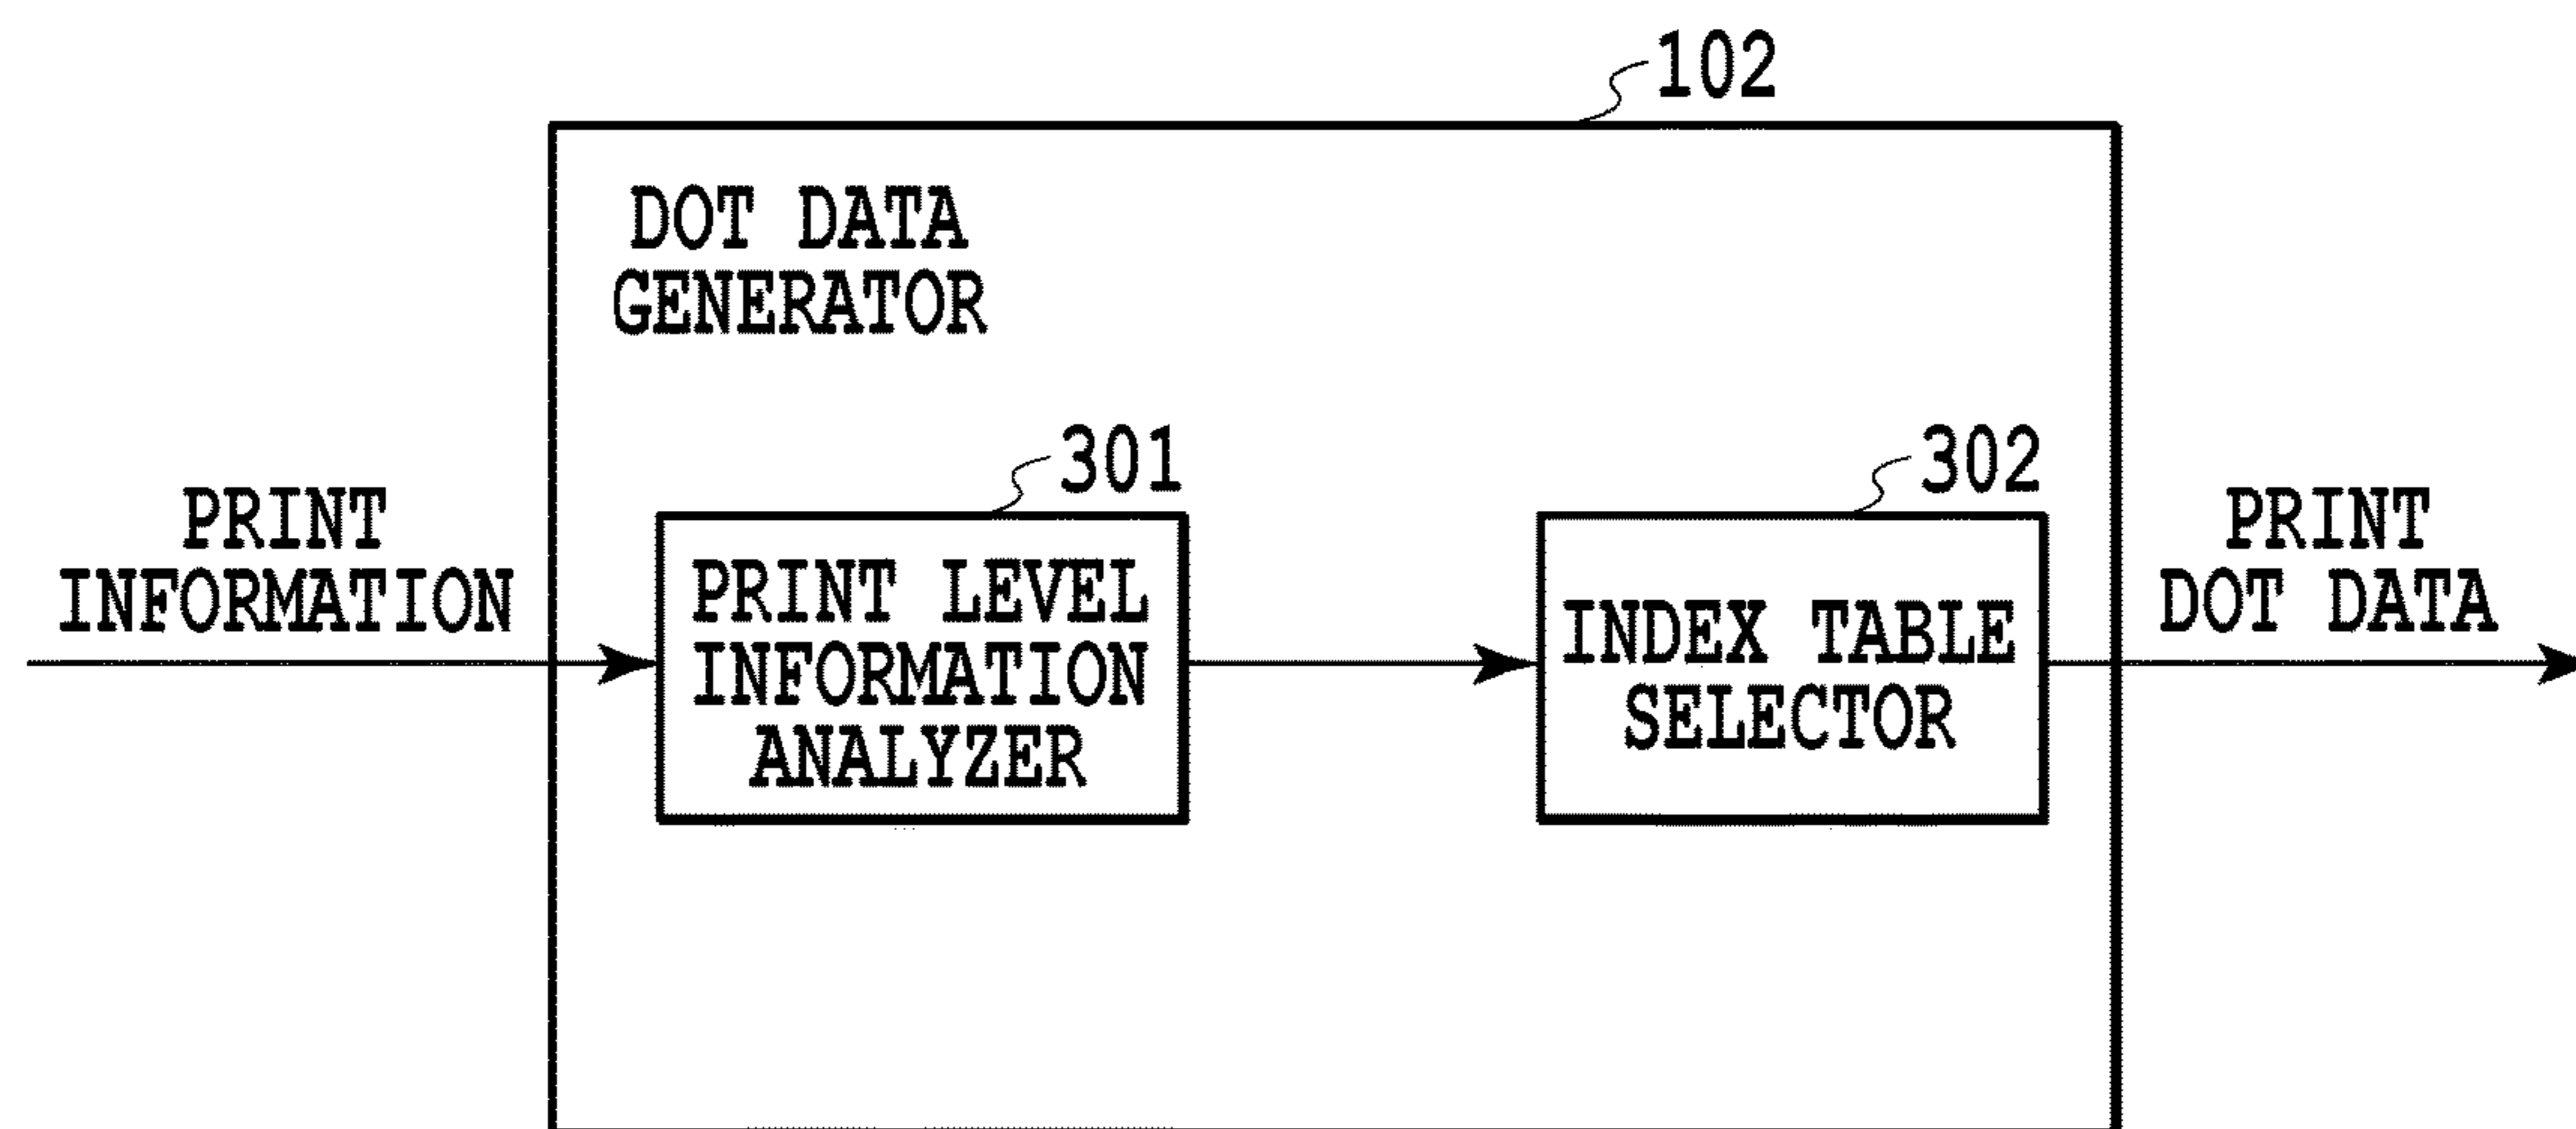 102
DOT DATA
GENERATOR
301
302
PRINT
INFORMATION
PRINT LEVEL
INFORMATION
ANALYZER
INDEX TABLE
SELECTOR
PRINT
DOT DATA